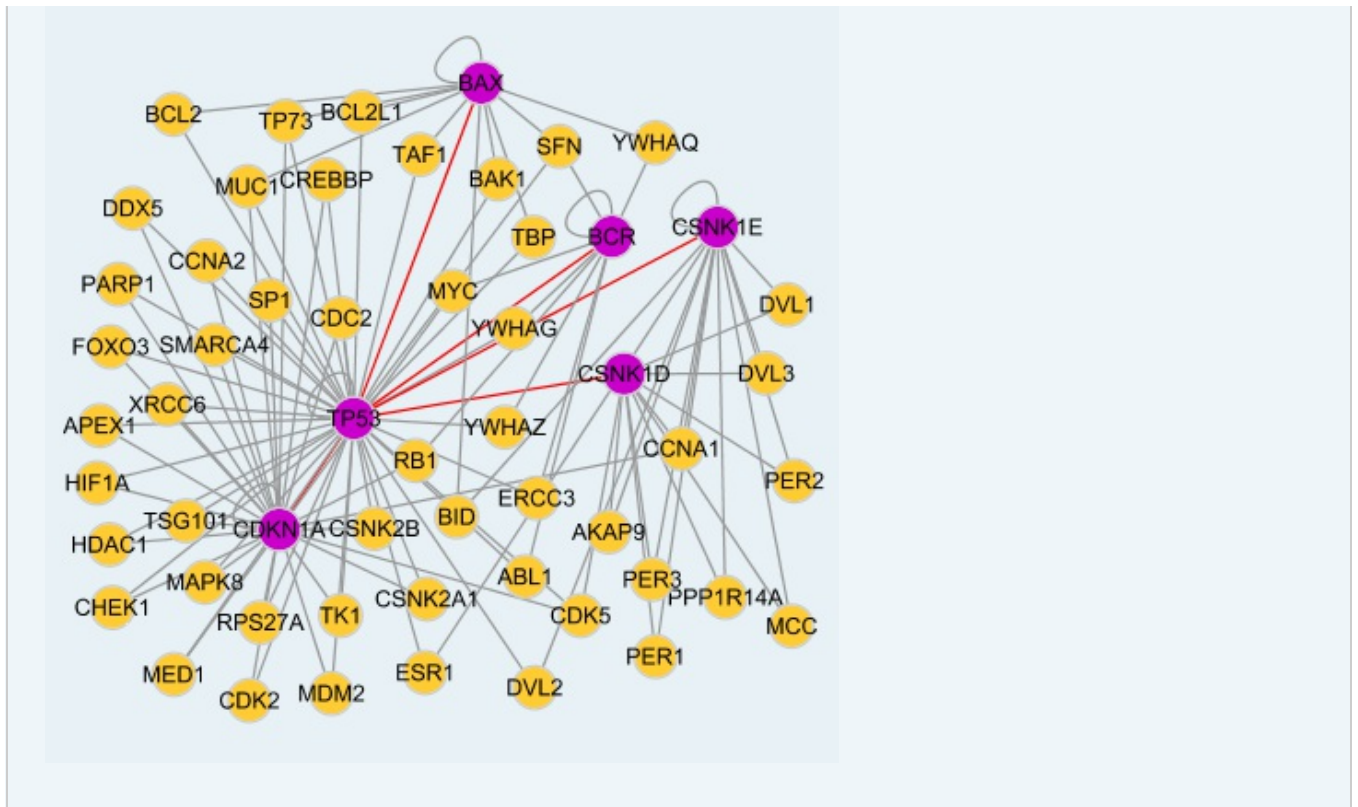 BAX
BCL2
TP73
BCL2L1
TAF1
SFN
YWHAQ
MUC1
CREBBP
BAK1
DDX5
BCR
CSNK1E
TBP
CCNA2
PARP1
SP1
MYC
DVL1
CDC2
YWHAG
FOXO3
SMARCA4
CSNK1D
DVL3
XRCC6
APEX1
TP53
YWHAZ
CCNA1
RB1
HIF1A
PER2
ERCC3
TSG101
CDKN1A
CSNK2B
BID
AKAP9
HDAC1
MAPK8
ABL1
PER3
CHEK1
RPS27A
TK1
CSNK2A1
CDK5
PPP1R14A
MCC
PER1
MED1
CDK2
MDM2
ESR1
DVL2